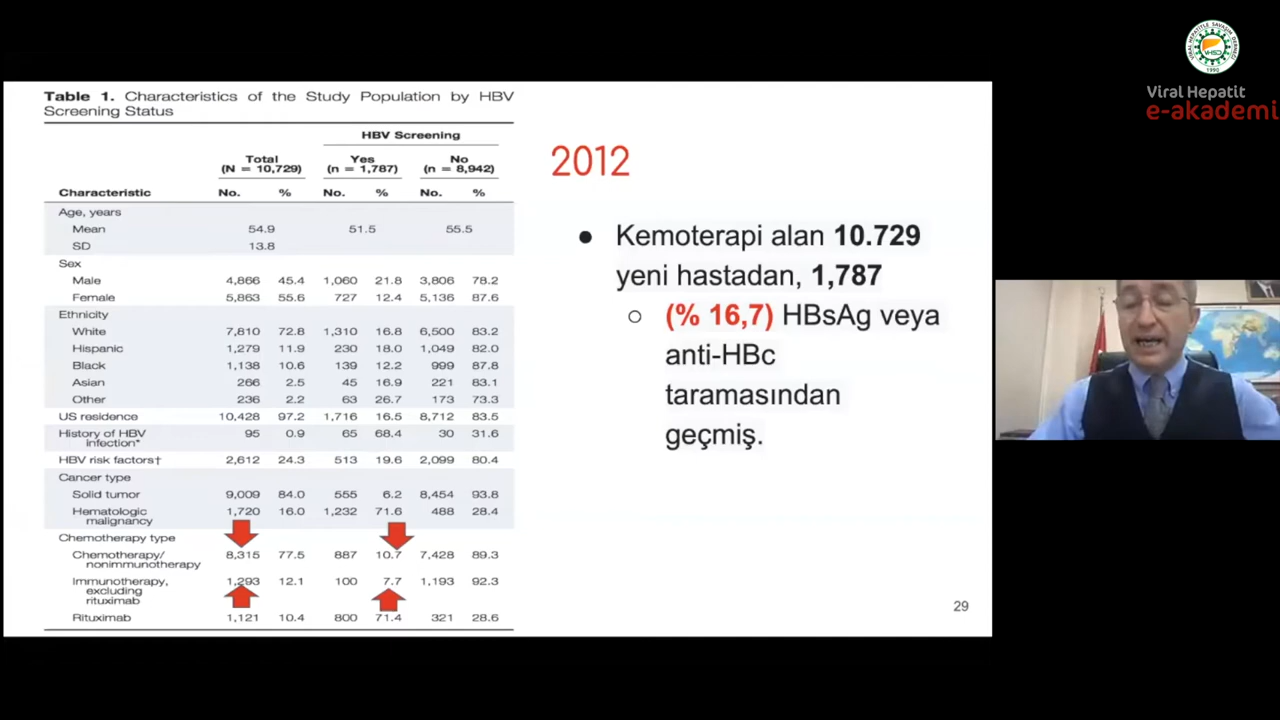 VİRAL HEPATİTLE SAVAŞIM DERNEĞİ
VHSD
1990
Viral Hepatit
e-akademi
Table 1. Characteristics of the Study Population by HBV
Screening Status
HBV Screening
Total Yes No
(N = 10,729) (n = 1,787) (n = 8,942)
Characteristic No. % No. % No. %
Age, years
Mean 54.9 51.5 55.5
SD 13.8
Sex
Male 4,866 45.4 1,060 21.8 3,806 78.2
Female 5,863 55.6 727 12.4 5,136 87.6
Ethnicity
White 7,810 72.8 1,310 16.8 6,500 83.2
Hispanic 1,279 11.9 230 18.0 1,049 82.0
Black 1,138 10.6 139 12.2 999 87.8
Asian 266 2.5 45 16.9 221 83.1
Other 236 2.2 63 26.7 173 73.3
US residence 10,428 97.2 1,716 16.5 8,712 83.5
History of HBV 95 0.9 65 68.4 30 31.6
infection*
HBV risk factors† 2,612 24.3 513 19.6 2,099 80.4
Cancer type
Solid tumor 9,009 84.0 555 6.2 8,454 93.8
Hematologic 1,720 16.0 1,232 71.6 488 28.4
malignancy
Chemotherapy type
Chemotherapy/ 8,315 77.5 887 10.7 7,428 89.3
nonimmunotherapy
Immunotherapy, 1,293 12.1 100 7.7 1,193 92.3
excluding
rituximab
Rituximab 1,121 10.4 800 71.4 321 28.6
2012
● Kemoterapi alan 10.729
yeni hastadan, 1,787
○ (% 16,7) HBsAg veya
anti-HBc
taramasından
geçmiş.
29